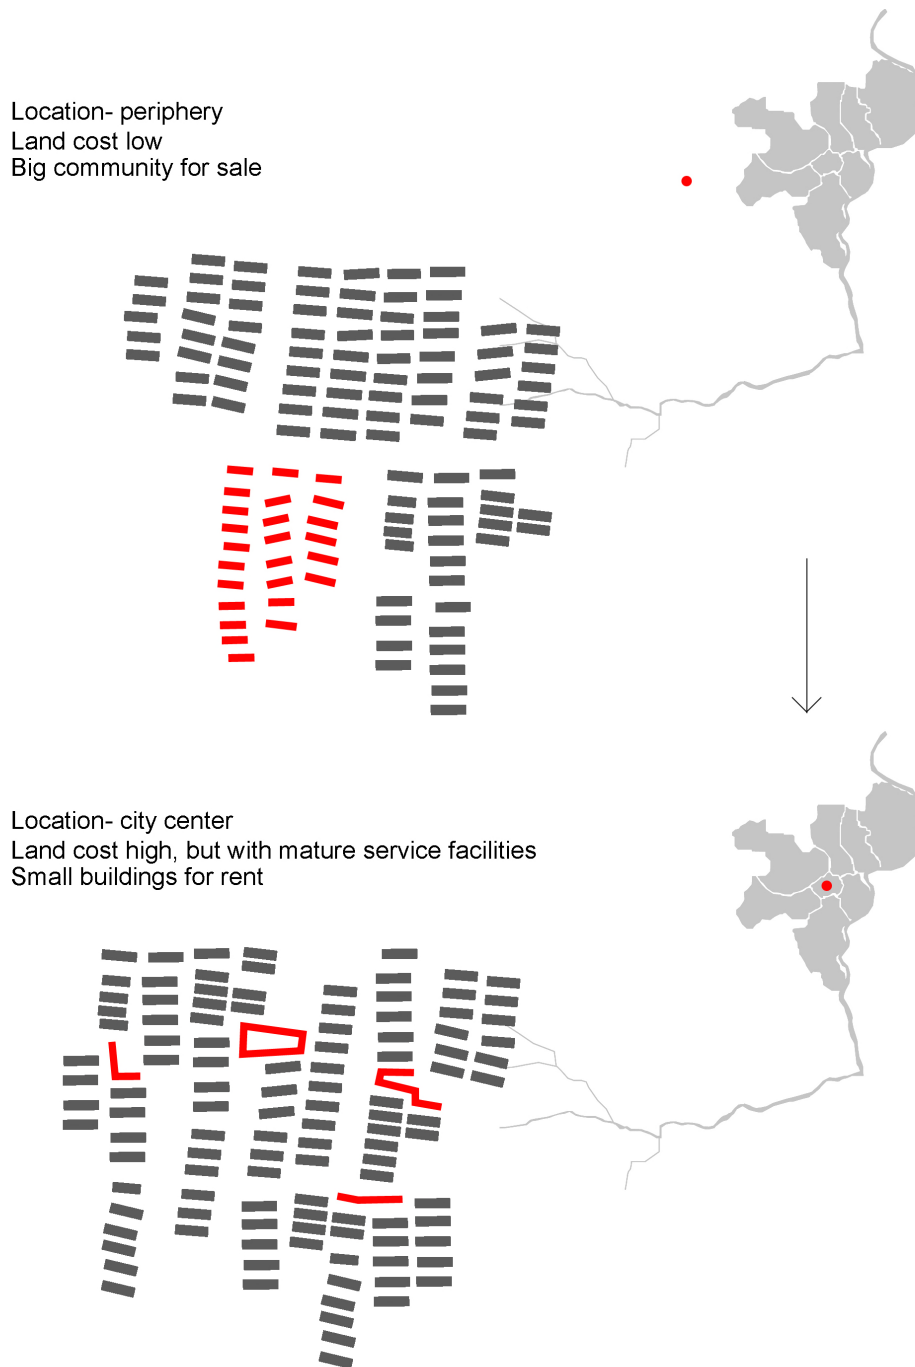 Location- periphery
Land cost low
Big community for sale
Location- city center
Land cost high, but with mature service facilities
Small buildings for rent